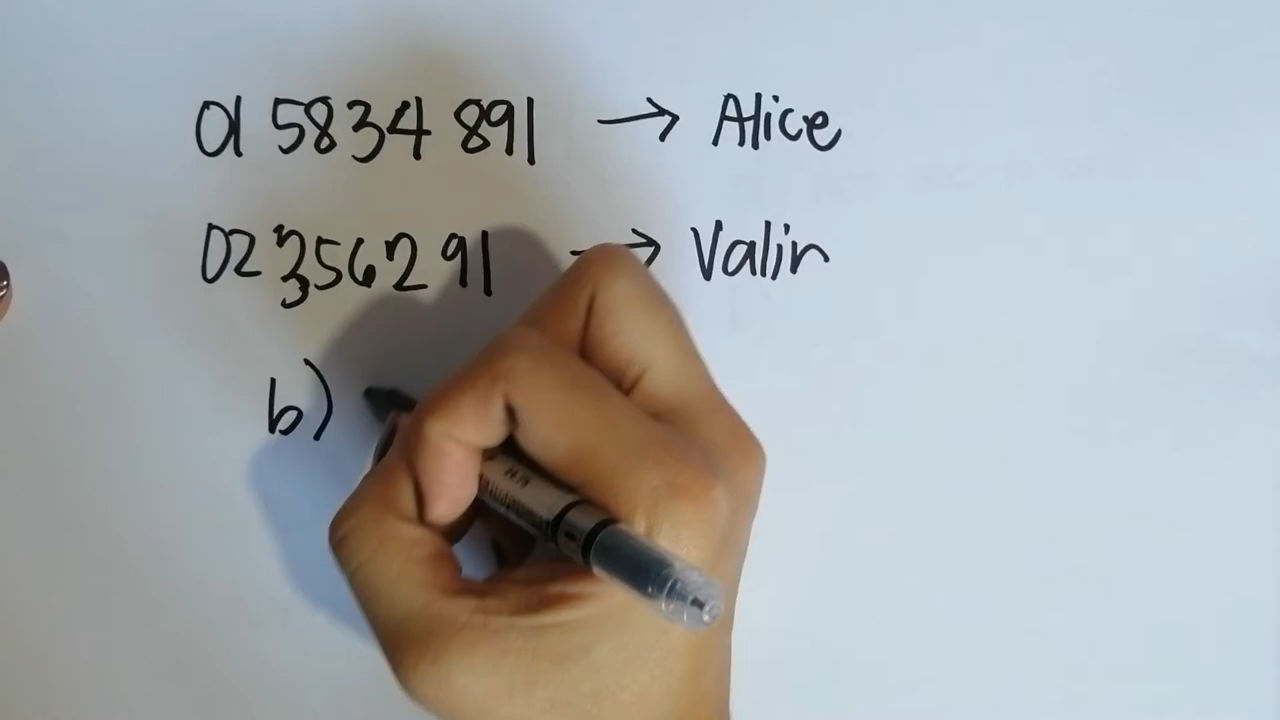 01 5834 891 → Alice
02 356291 → Valin
b)